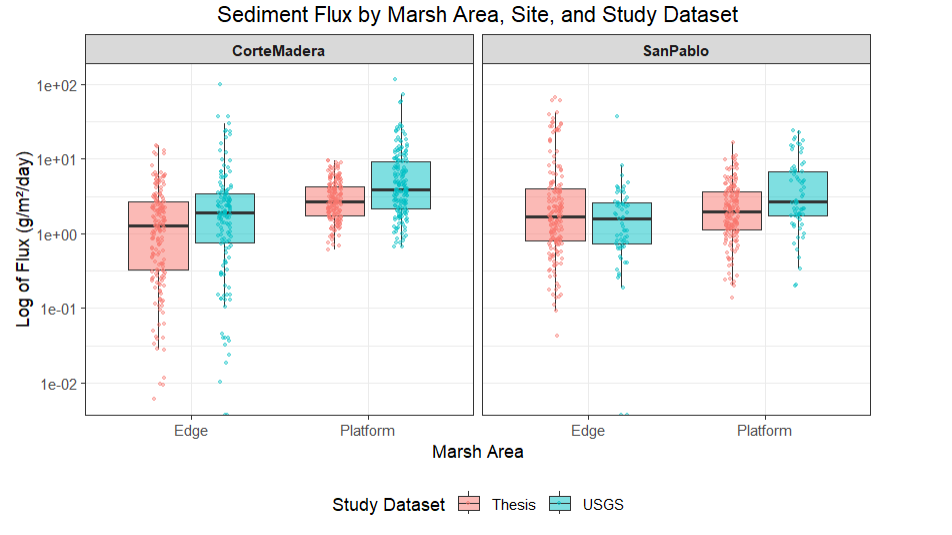 Sediment Flux by Marsh Area, Site, and Study Dataset
CorteMadera
SanPablo
Log of Flux (g/m²/day)
1e+02
1e+01
1e+00
1e-01
1e-02
Edge
Platform
Edge
Platform
Marsh Area
Study Dataset
Thesis
USGS